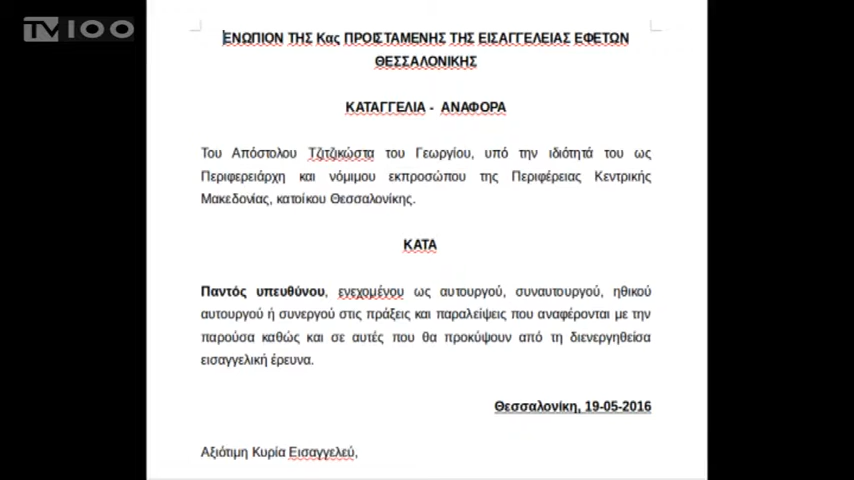 TV100
ΕΝΩΠΙΟΝ ΤΗΣ Κας ΠΡΟΙΣΤΑΜΕΝΗΣ ΤΗΣ ΕΙΣΑΓΓΕΛΕΙΑΣ ΕΦΕΤΩΝ
ΘΕΣΣΑΛΟΝΙΚΗΣ
ΚΑΤΑΓΓΕΛΙΑ - ΑΝΑΦΟΡΑ
Του Απόστολου Τζιτζικώστα του Γεωργίου, υπό την ιδιότητά του ως
Περιφερειάρχη και νόμιμου εκπροσώπου της Περιφέρειας Κεντρικής
Μακεδονίας, κατοίκου Θεσσαλονίκης.
ΚΑΤΑ
Παντός υπευθύνου, ενεχομένου ως αυτουργού, συναυτουργού, ηθικού
αυτουργού ή συνεργού στις πράξεις και παραλείψεις που αναφέρονται με την
παρούσα καθώς και σε αυτές που θα προκύψουν από τη διενεργηθείσα
εισαγγελική έρευνα.
Θεσσαλονίκη, 19-05-2016
Αξιότιμη Κυρία Εισαγγελεύ,